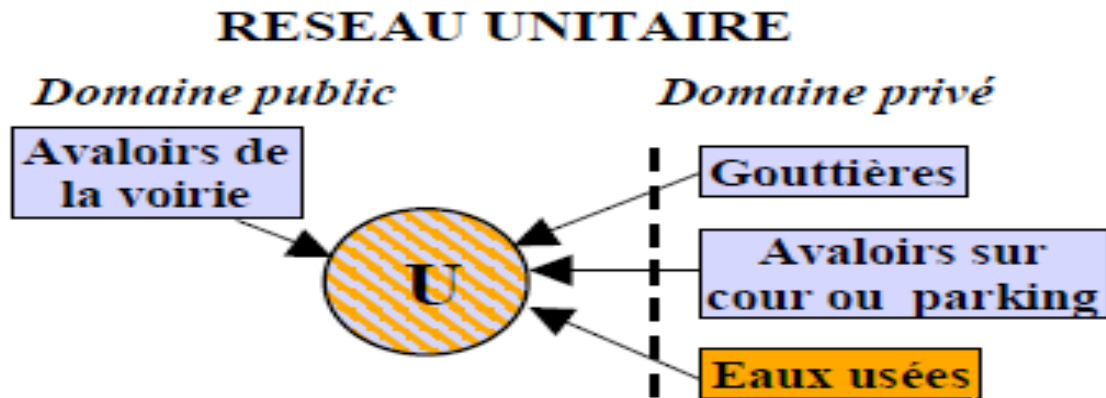 RESEAU UNITAIRE
Domaine public
Domaine privé
Avaloirs de
la voirie
Gouttières
U
Avaloirs sur
cour ou parking
Eaux usées